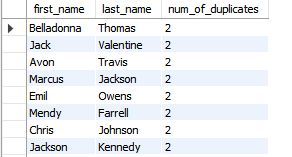 first_name last_name num_of_duplicates
Belladonna Thomas 2
Jack Valentine 2
Avon Travis 2
Marcus Jackson 2
Emil Owens 2
Mendy Farrell 2
Chris Johnson 2
Jackson Kennedy 2